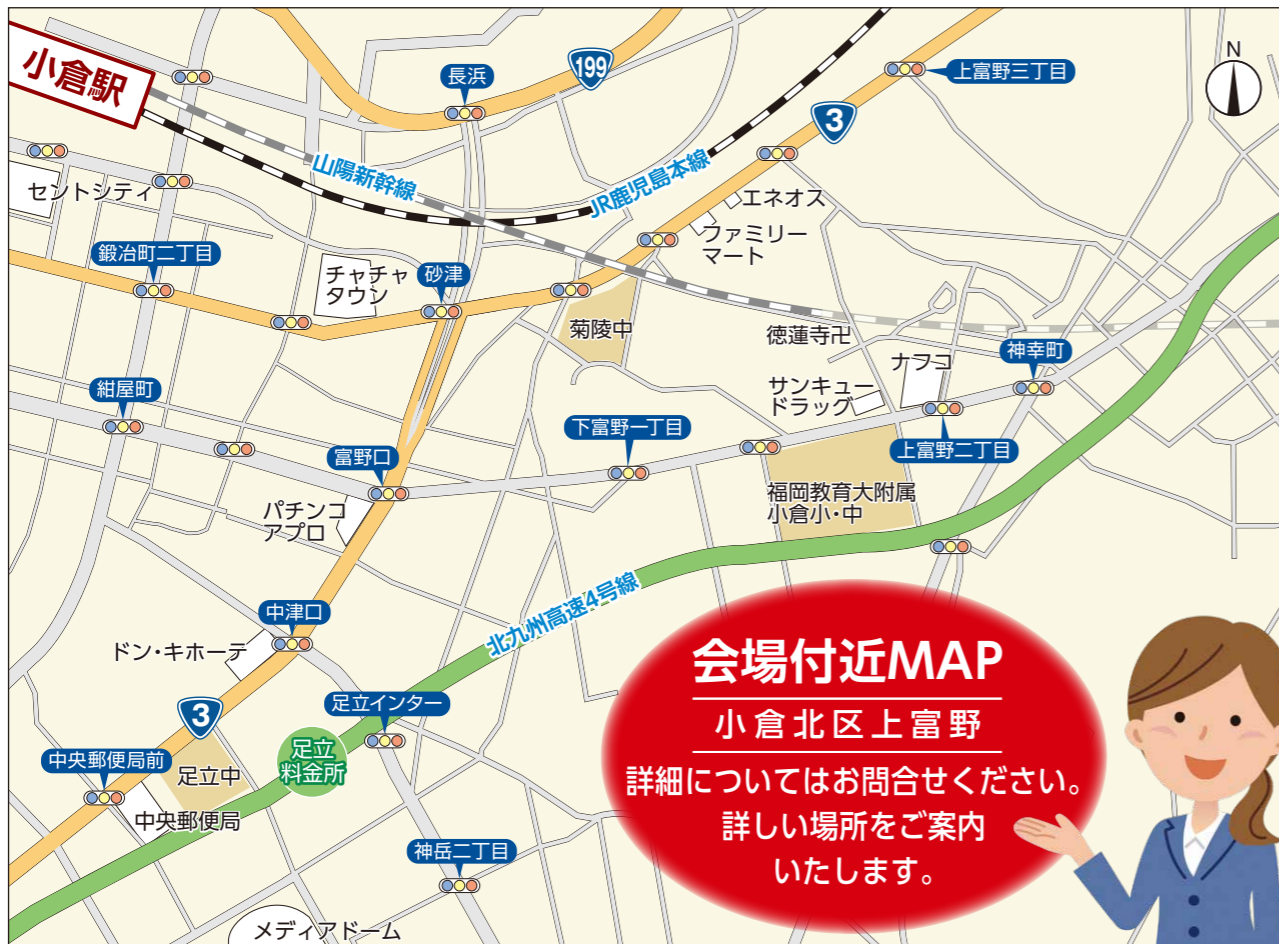 小倉駅
長浜
199
上富野三丁目
N
3
山陽新幹線
JR鹿児島本線
セントシティ
エネオス
ファミリー
マート
鍛冶町二丁目
チャチャ
タウン
砂津
菊陵中
徳蓮寺卍
ナフコ
神幸町
サンキュー
ドラッグ
紺屋町
下富野一丁目
上富野二丁目
富野口
パチンコ
アプロ
福岡教育大附属
小倉小・中
北九州高速4号線
中津口
ドン・キホーテ
3
足立インター
足立
料金所
中央郵便局前
足立中
中央郵便局
神岳二丁目
メディアドーム
会場付近MAP
小倉北区上富野
詳細についてはお問合せください。
詳しい場所をご案内
いたします。